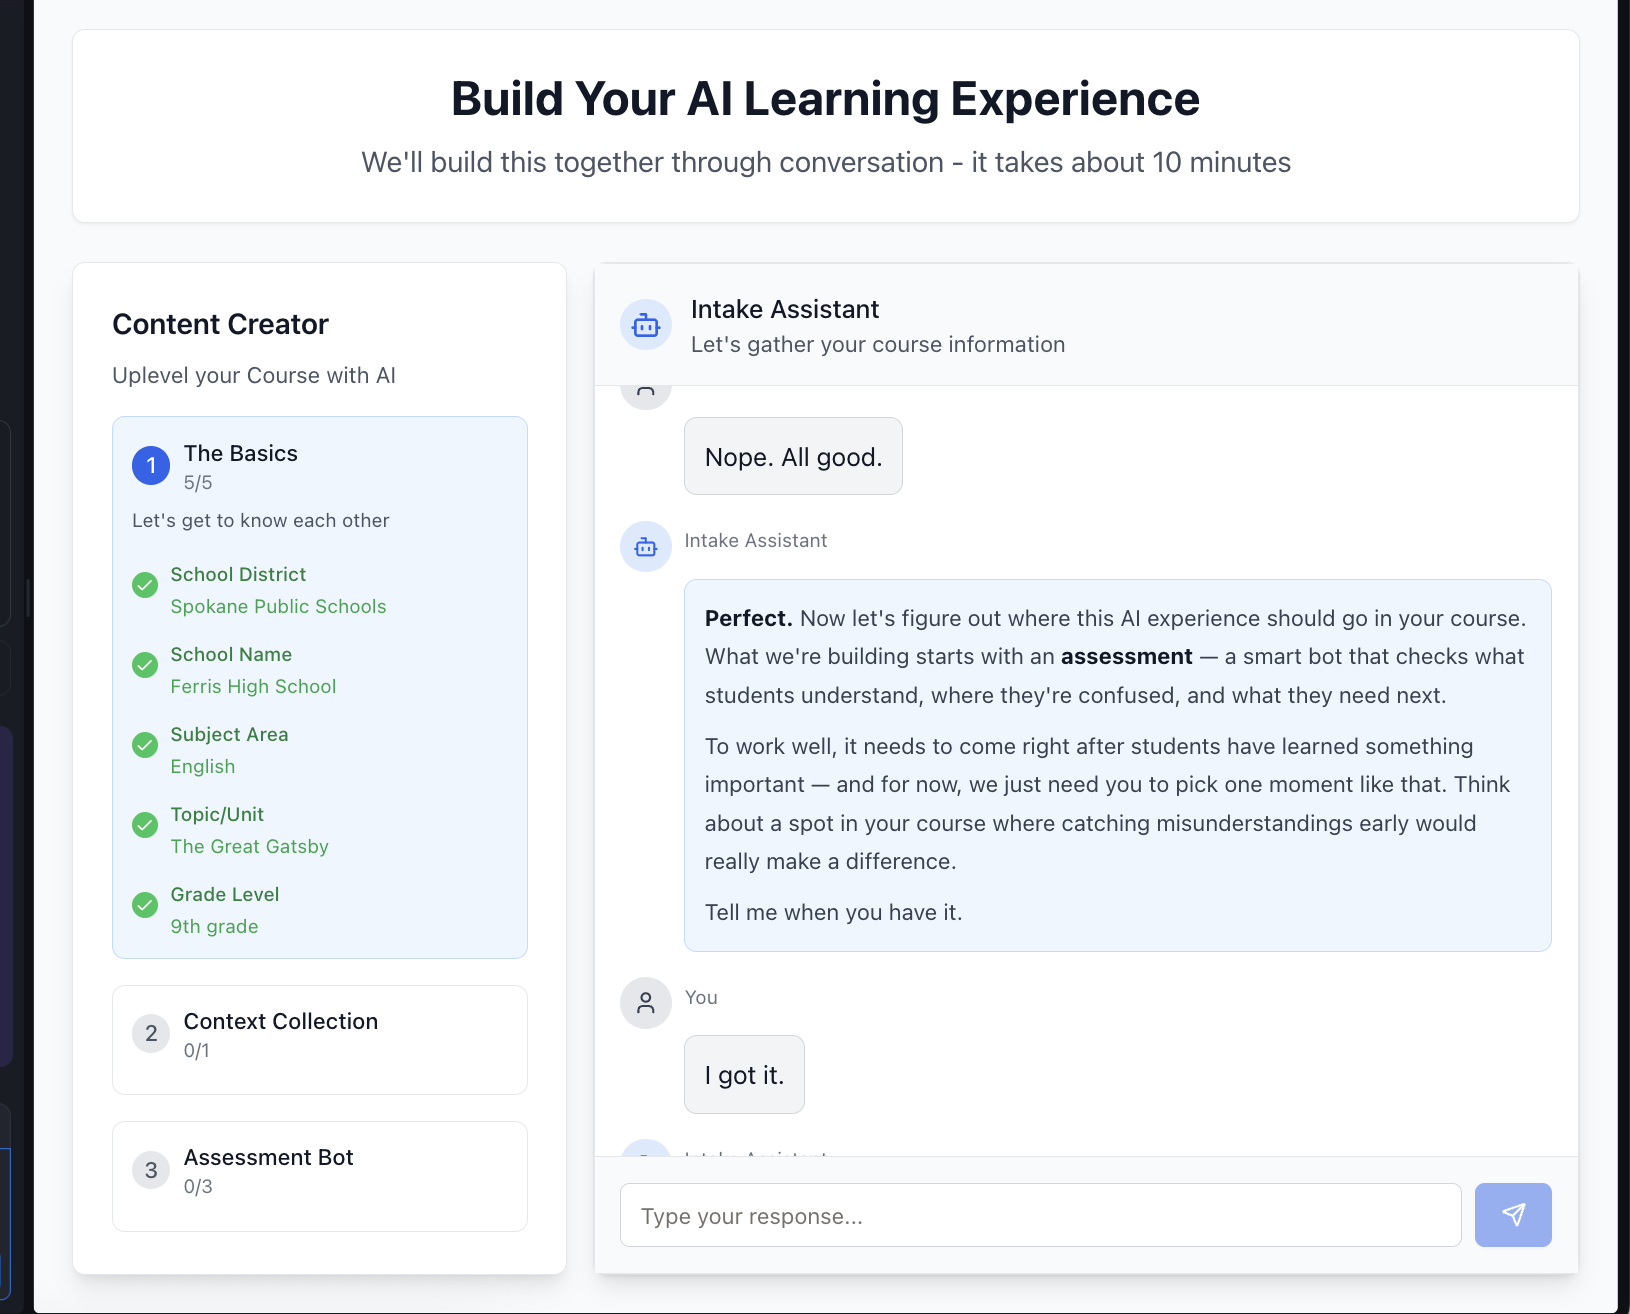 Build Your AI Learning Experience
We'll build this together through conversation - it takes about 10 minutes
Content Creator
Uplevel your Course with AI
1
The Basics
5/5
Let's get to know each other
School District
Spokane Public Schools
School Name
Ferris High School
Subject Area
English
Topic/Unit
The Great Gatsby
Grade Level
9th grade
2
Context Collection
0/1
3
Assessment Bot
0/3
Intake Assistant
Let's gather your course information
Nope. All good.
Intake Assistant
Perfect. Now let's figure out where this AI experience should go in your course.
What we're building starts with an assessment — a smart bot that checks what
students understand, where they're confused, and what they need next.
To work well, it needs to come right after students have learned something
important — and for now, we just need you to pick one moment like that. Think
about a spot in your course where catching misunderstandings early would
really make a difference.
Tell me when you have it.
You
I got it.
Intake Assistant
Type your response...